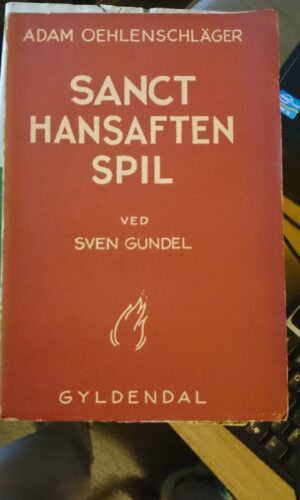 ADAM OEHLENSCHLÄGER
SANCT
HANSAFTEN
SPIL
VED
SVEN GUNDEL
GYLDENDAL